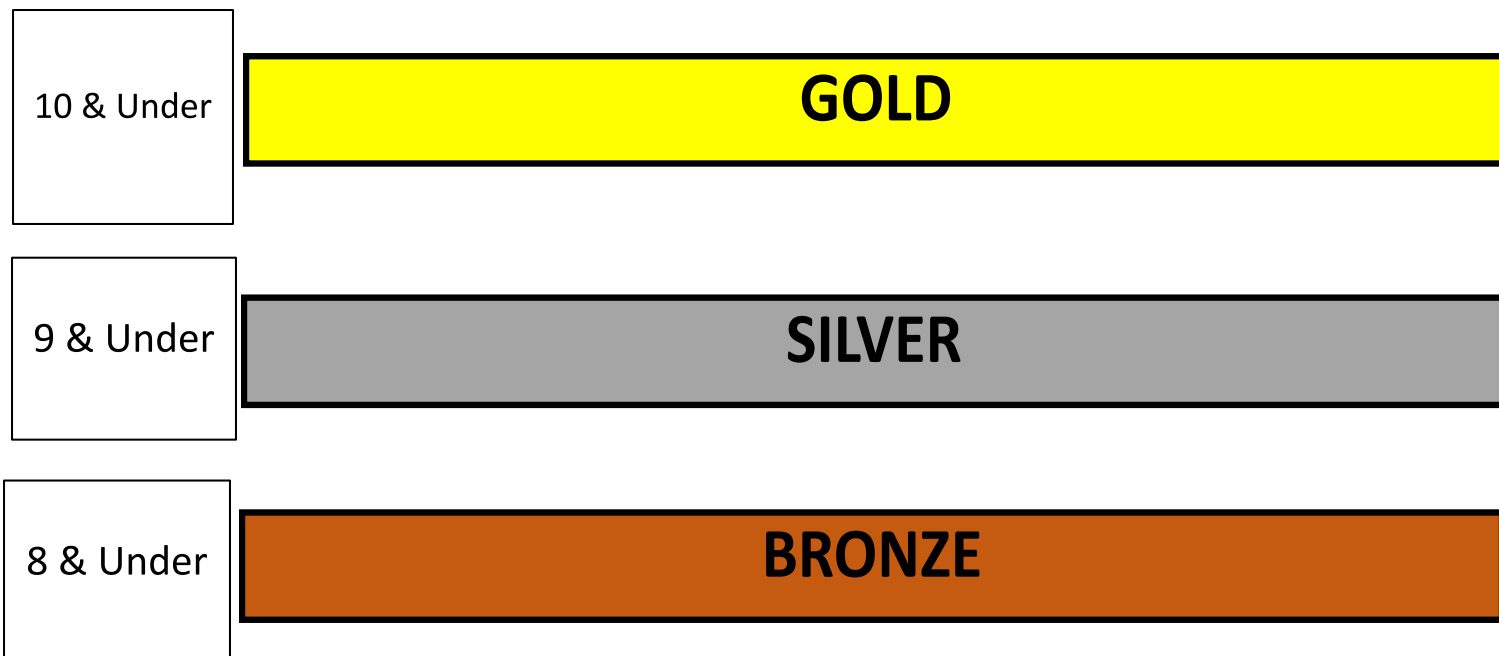 10 & Under
GOLD
9 & Under
SILVER
8 & Under
BRONZE